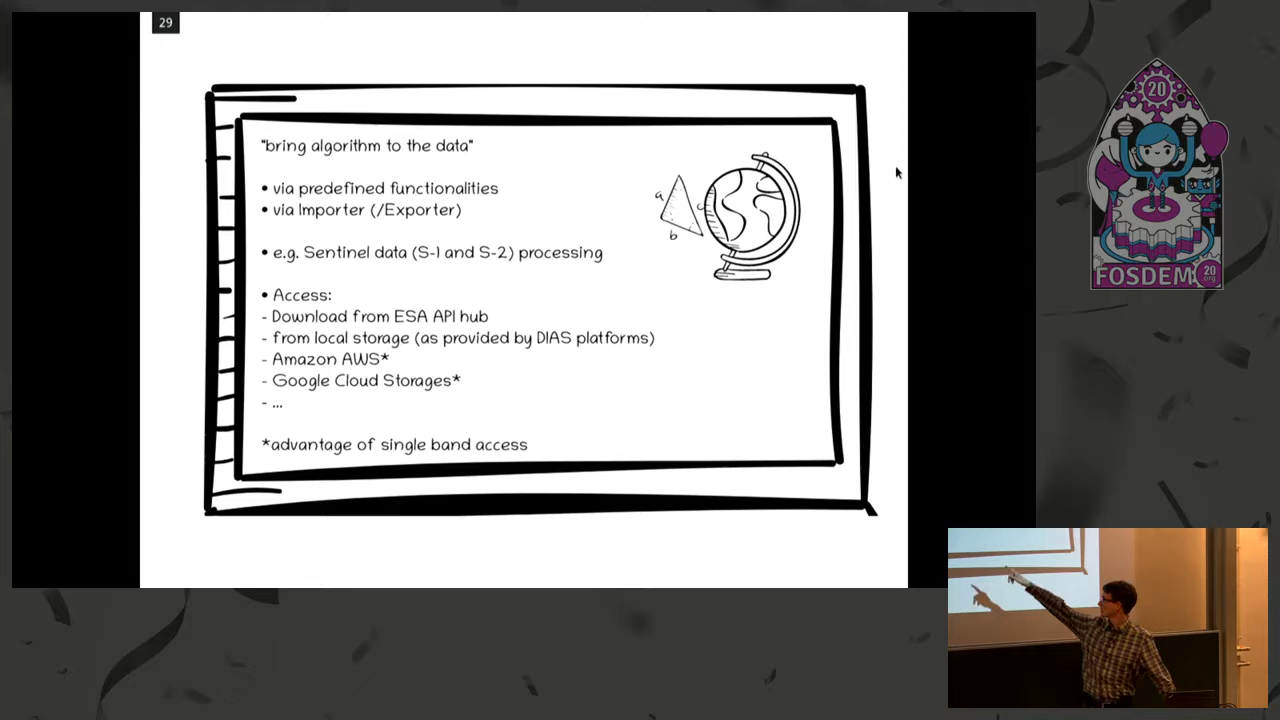 29
"bring algorithm to the data"
• via predefined functionalities
• via Importer (/Exporter)
• e.g. Sentinel data (S-1 and S-2) processing
• Access:
- Download from ESA API hub
- from local storage (as provided by DIAS platforms)
- Amazon AWS*
- Google Cloud Storages*
- ...
*advantage of single band access
a
c
b
20
FOSDEM
20
.org